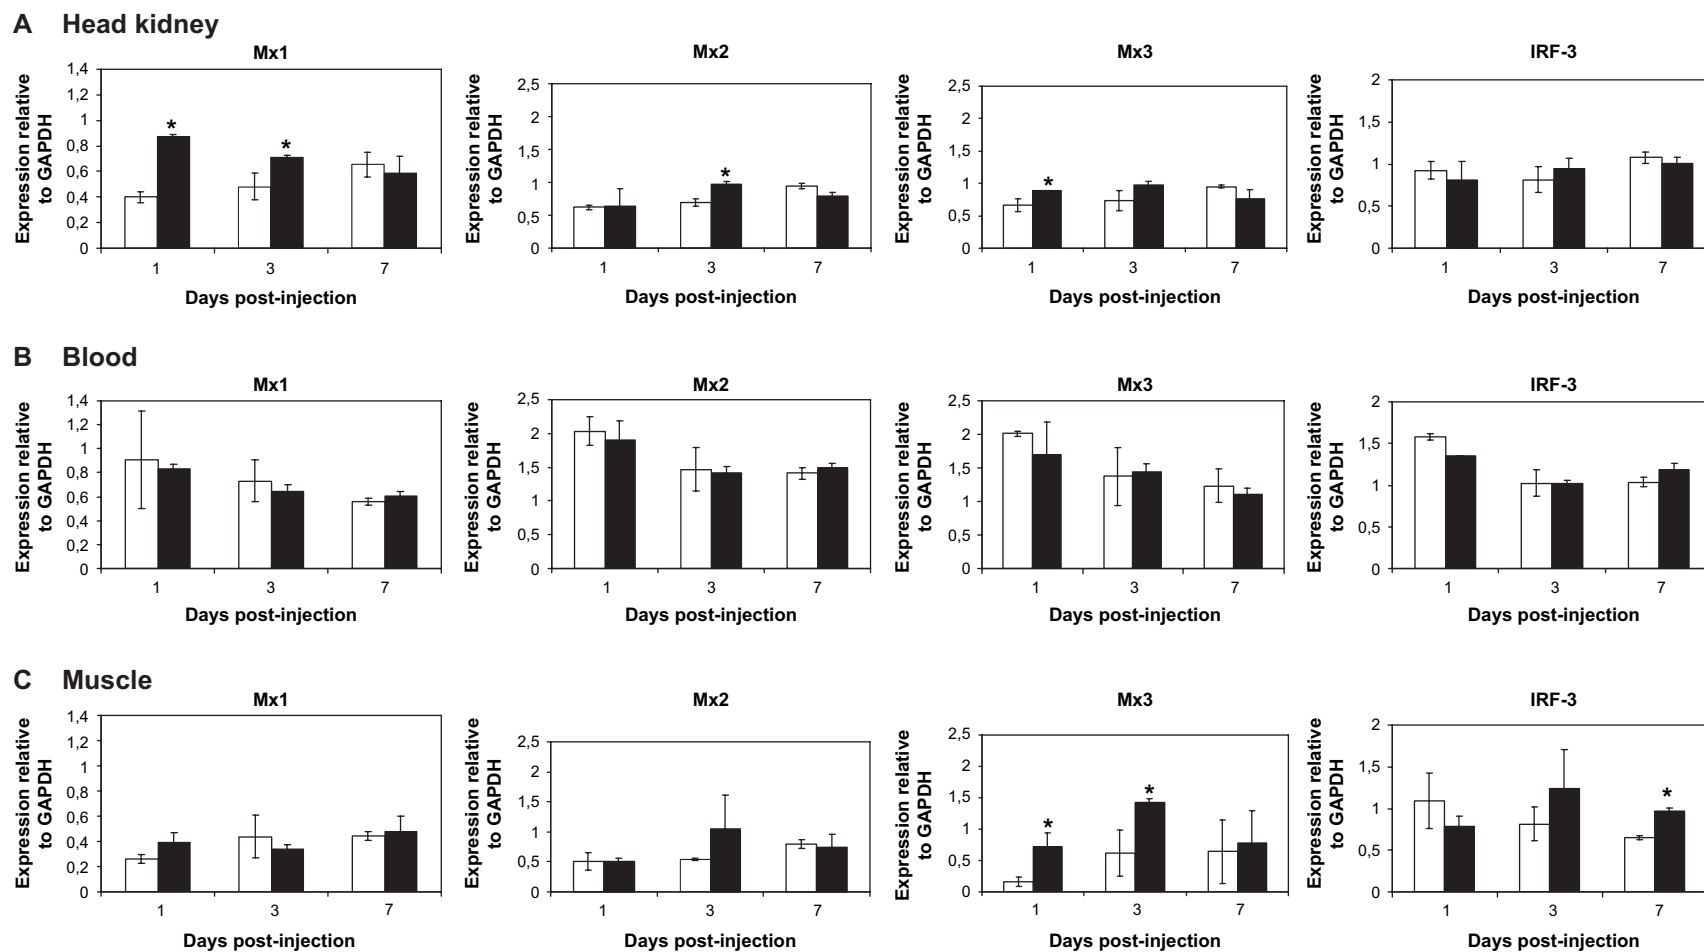 A Head kidney
Mx1
Expression relative
to GAPDH
1,4
1,2
1
0,8
0,6
0,4
0,2
0
*
*
1 3 7
Days post-injection
Mx2
Expression relative
to GAPDH
2,5
2
1,5
1
0,5
0
*
1 3 7
Days post-injection
Mx3
Expression relative
to GAPDH
2,5
2
1,5
1
0,5
0
*
1 3 7
Days post-injection
IRF-3
Expression relative
to GAPDH
2
1,5
1
0,5
0
1 3 7
Days post-injection
B Blood
Mx1
Expression relative
to GAPDH
1,4
1,2
1
0,8
0,6
0,4
0,2
0
1 3 7
Days post-injection
Mx2
Expression relative
to GAPDH
2,5
2
1,5
1
0,5
0
1 3 7
Days post-injection
Mx3
Expression relative
to GAPDH
2,5
2
1,5
1
0,5
0
1 3 7
Days post-injection
IRF-3
Expression relative
to GAPDH
2
1,5
1
0,5
0
1 3 7
Days post-injection
C Muscle
Mx1
Expression relative
to GAPDH
1,4
1,2
1
0,8
0,6
0,4
0,2
0
1 3 7
Days post-injection
Mx2
Expression relative
to GAPDH
2,5
2
1,5
1
0,5
0
1 3 7
Days post-injection
Mx3
Expression relative
to GAPDH
2,5
2
1,5
1
0,5
0
*
*
1 3 7
Days post-injection
IRF-3
Expression relative
to GAPDH
2
1,5
1
0,5
0
*
1 3 7
Days post-injection